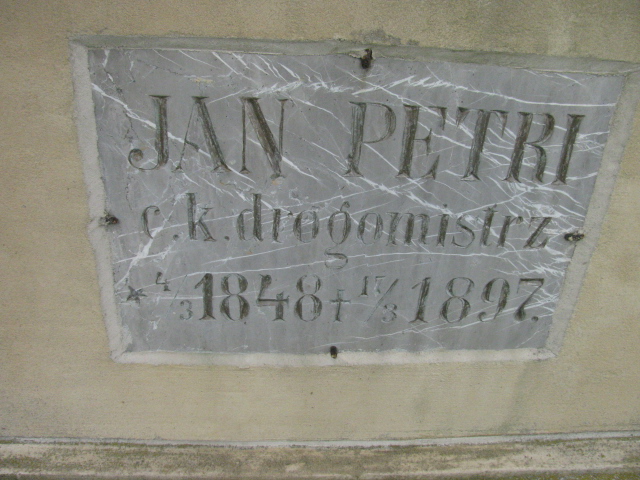 JAN PETRI
c.k. drogomistrz
* 4/3 1848 † 17/3 1897.